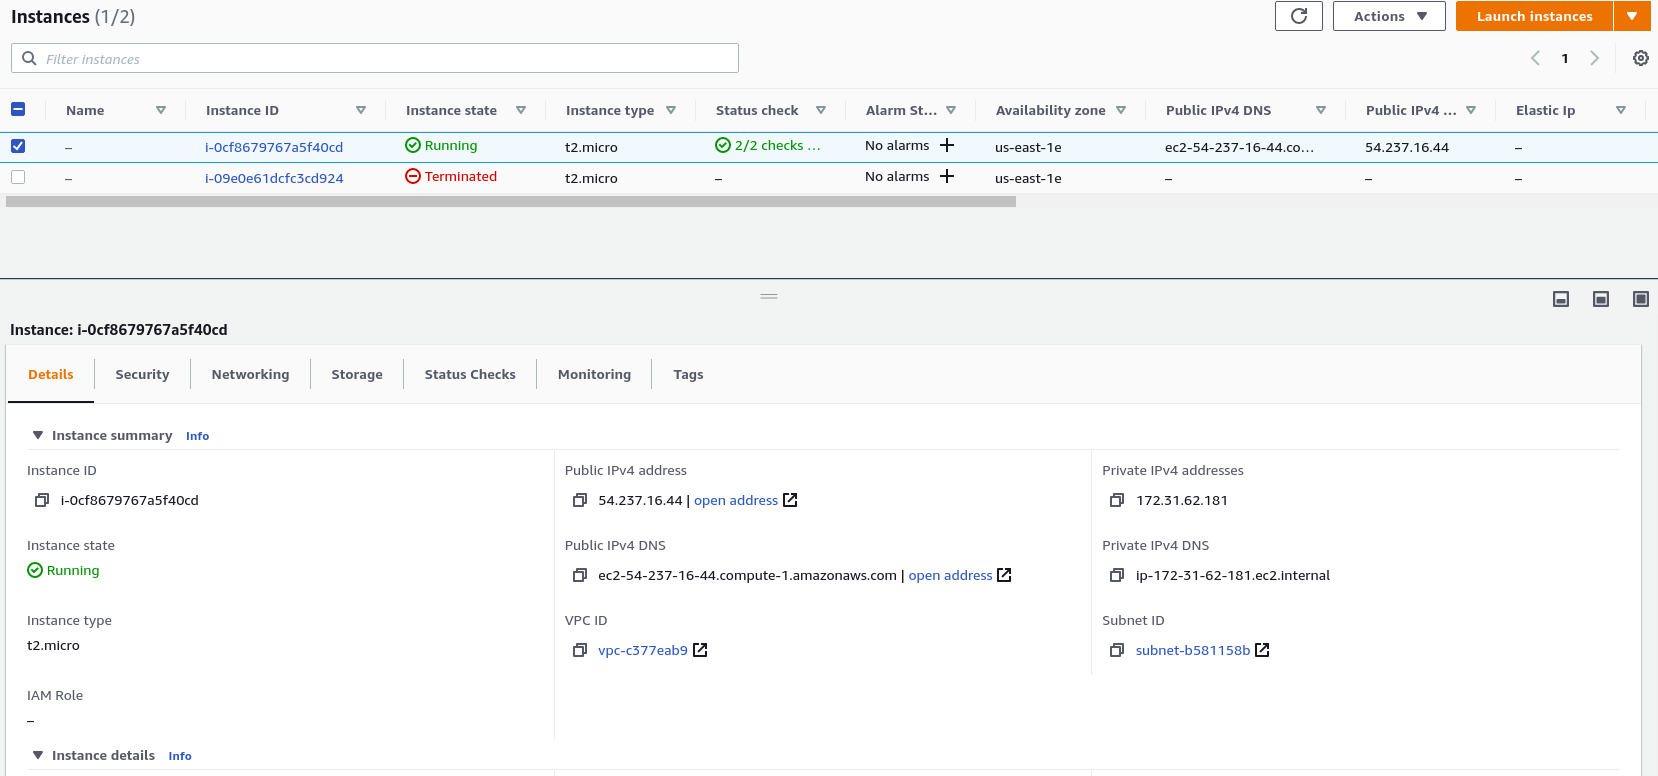 Instances (1/2) Actions Launch instances
Filter instances 1
Name Instance ID Instance state Instance type Status check Alarm St... Availability zone Public IPv4 DNS Public IPv4 ... Elastic Ip
– i-0cf8679767a5f40cd Running t2.micro 2/2 checks ... No alarms + us-east-1e ec2-54-237-16-44.co... 54.237.16.44 –
– i-09e0e61dcfc3cd924 Terminated t2.micro – No alarms + us-east-1e – – –
Instance: i-0cf8679767a5f40cd
Details Security Networking Storage Status Checks Monitoring Tags
Instance summary Info
Instance ID Public IPv4 address Private IPv4 addresses
i-0cf8679767a5f40cd 54.237.16.44 | open address 172.31.62.181
Instance state Public IPv4 DNS Private IPv4 DNS
Running ec2-54-237-16-44.compute-1.amazonaws.com | open address ip-172-31-62-181.ec2.internal
Instance type VPC ID Subnet ID
t2.micro vpc-c377eab9 subnet-b581158b
IAM Role
–
Instance details Info